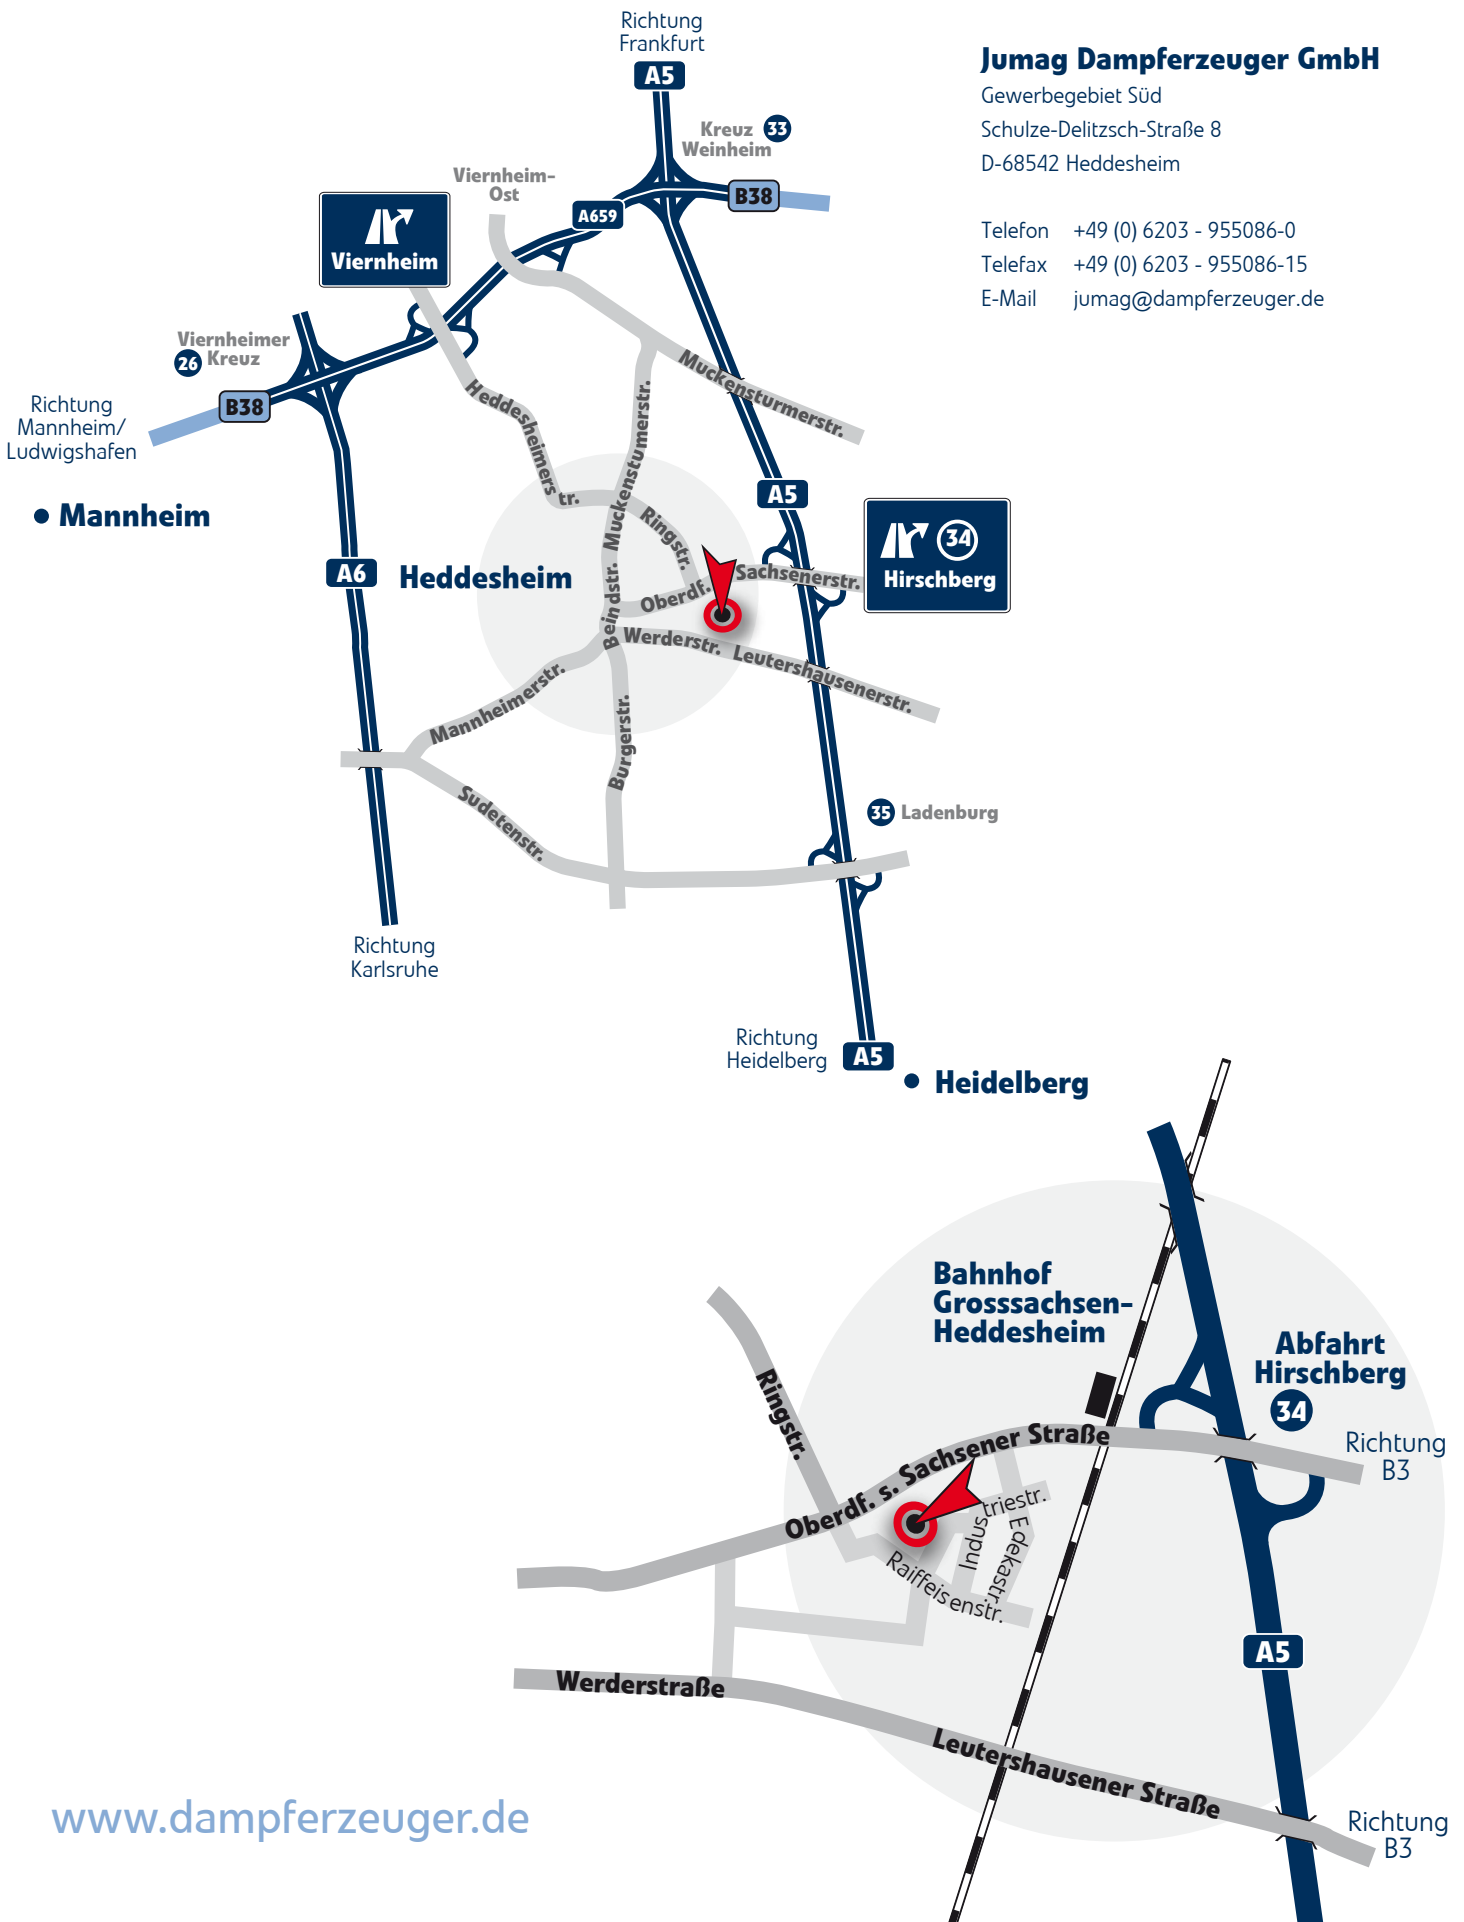 Richtung
Frankfurt
A5
Jumag Dampferzeuger GmbH
Gewerbegebiet Süd
Schulze-Delitzsch-Straße 8
D-68542 Heddesheim
Telefon +49 (0) 6203 - 955086-0
Telefax +49 (0) 6203 - 955086-15
E-Mail jumag@dampferzeuger.de
Kreuz 33
Weinheim
Viernheim-
Ost
B38
A659
Viernheim
Viernheimer
26 Kreuz
B38
Richtung
Mannheim/
Ludwigshafen
Muckensturmerstr.
Heddesheimers tr.
Muckenstumerstr.
Mannheim
A5
Ringstr.
34
Hirschberg
A6
Heddesheim
Sachsenerstr.
Oberdf.
Beindstr.
Werderstr.
Leutershausenerstr.
Mannheimerstr.
Burgerstr.
Sudetenstr.
35 Ladenburg
Richtung
Karlsruhe
Richtung
Heidelberg
A5
Heidelberg
Bahnhof
Grosssachsen-
Heddesheim
Abfahrt
Hirschberg
34
Ringstr.
Richtung
B3
Oberdf. s. Sachsener Straße
Industriestr.
Edekastr.
Raiffeisenstr.
A5
Werderstraße
Leutershausener Straße
Richtung
B3
www.dampferzeuger.de